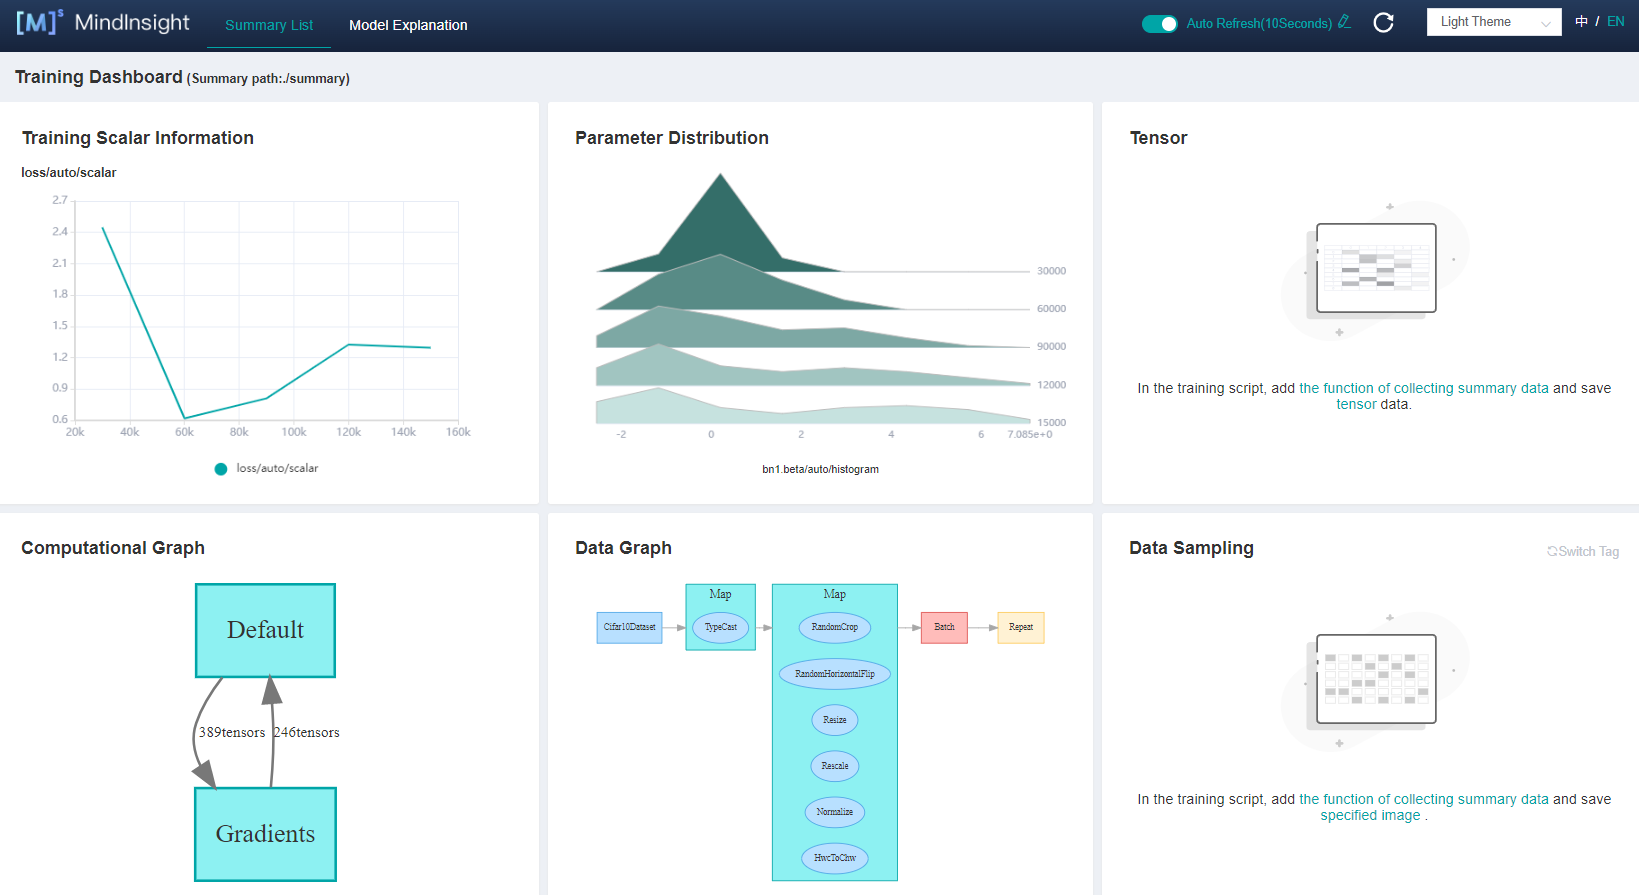 [M]s MindInsight Summary List Model Explanation Auto Refresh(10Seconds) Light Theme 中 / EN
Training Dashboard (Summary path:./summary)
Training Scalar Information
loss/auto/scalar
2.7
2.4
2.1
1.8
1.5
1.2
0.9
0.6
20k 40k 60k 80k 100k 120k 140k 160k
loss/auto/scalar
Parameter Distribution
30000
60000
90000
12000
15000
-2 0 2 4 6 7.085e+0
bn1.beta/auto/histogram
Tensor
In the training script, add the function of collecting summary data and save
tensor data.
Computational Graph
Default
389tensors 246tensors
Gradients
Data Graph
Map Map
Cifar10Dataset TypeCast RandomCrop Batch Repeat
RandomHorizontalFlip
Resize
Rescale
Normalize
HwcToChw
Data Sampling
Switch Tag
In the training script, add the function of collecting summary data and save
specified image .